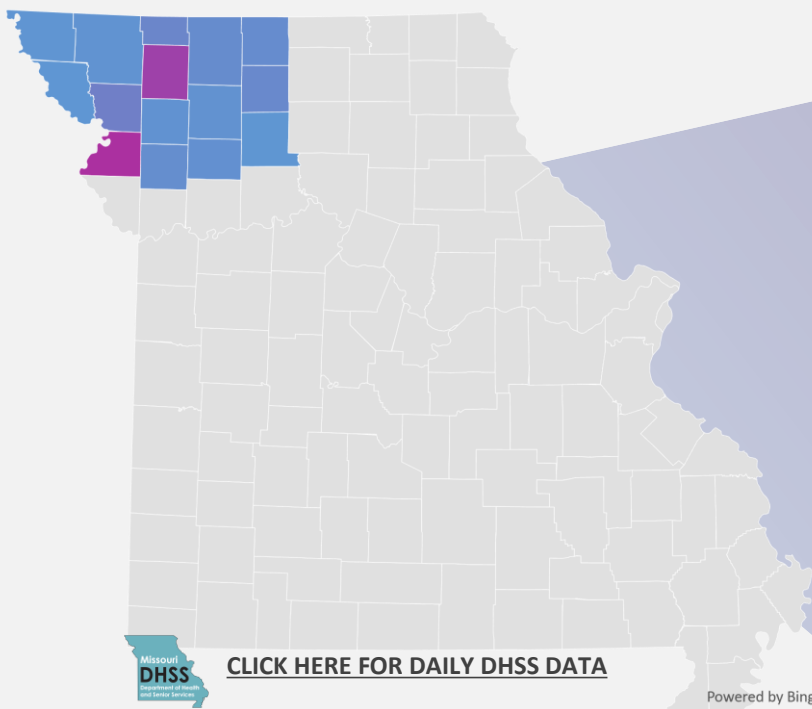 Missouri
DHSS
Department of Health
and Senior Services
CLICK HERE FOR DAILY DHSS DATA
Powered by Bing